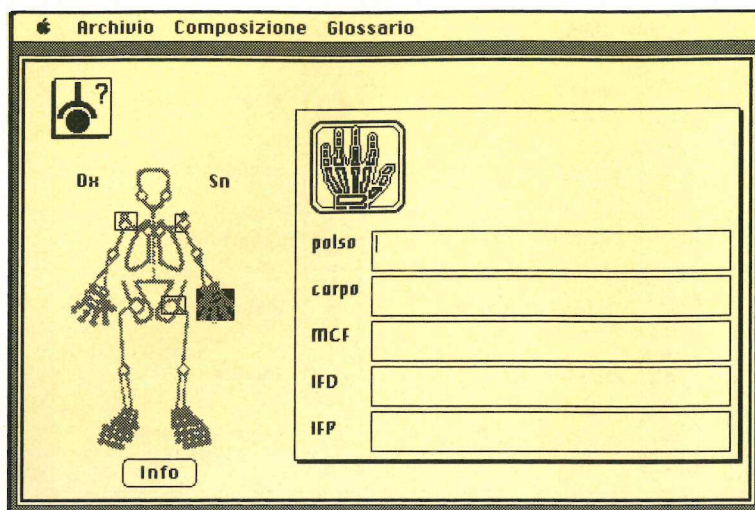 Archivio Composizione Glossario
?
Dx Sn
polso
carpo
MCF
IFD
IFP
Info